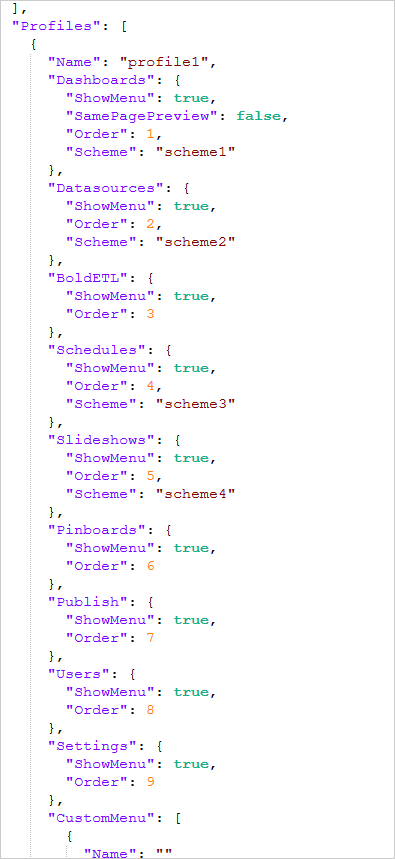 ],
"Profiles": [
{
"Name": "profile1",
"Dashboards": {
"ShowMenu": true,
"SamePagePreview": false,
"Order": 1,
"Scheme": "scheme1"
},
"Datasources": {
"ShowMenu": true,
"Order": 2,
"Scheme": "scheme2"
},
"BoldETL": {
"ShowMenu": true,
"Order": 3
},
"Schedules": {
"ShowMenu": true,
"Order": 4,
"Scheme": "scheme3"
},
"Slideshows": {
"ShowMenu": true,
"Order": 5,
"Scheme": "scheme4"
},
"Pinboards": {
"ShowMenu": true,
"Order": 6
},
"Publish": {
"ShowMenu": true,
"Order": 7
},
"Users": {
"ShowMenu": true,
"Order": 8
},
"Settings": {
"ShowMenu": true,
"Order": 9
},
"CustomMenu": [
{
"Name": ""